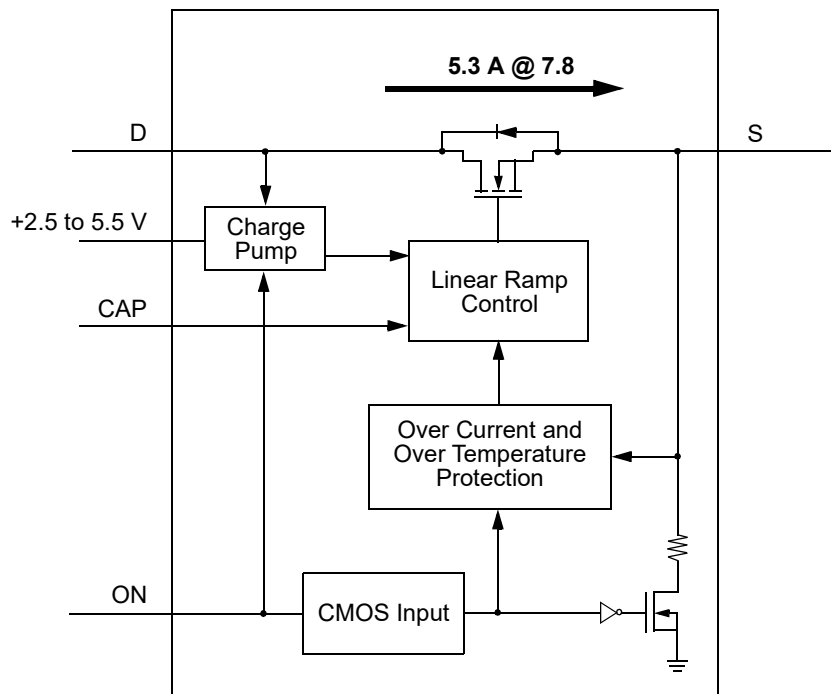 5.3 A @ 7.8
D
S
+2.5 to 5.5 V
Charge
Pump
CAP
Linear Ramp
Control
Over Current and
Over Temperature
Protection
ON
CMOS Input